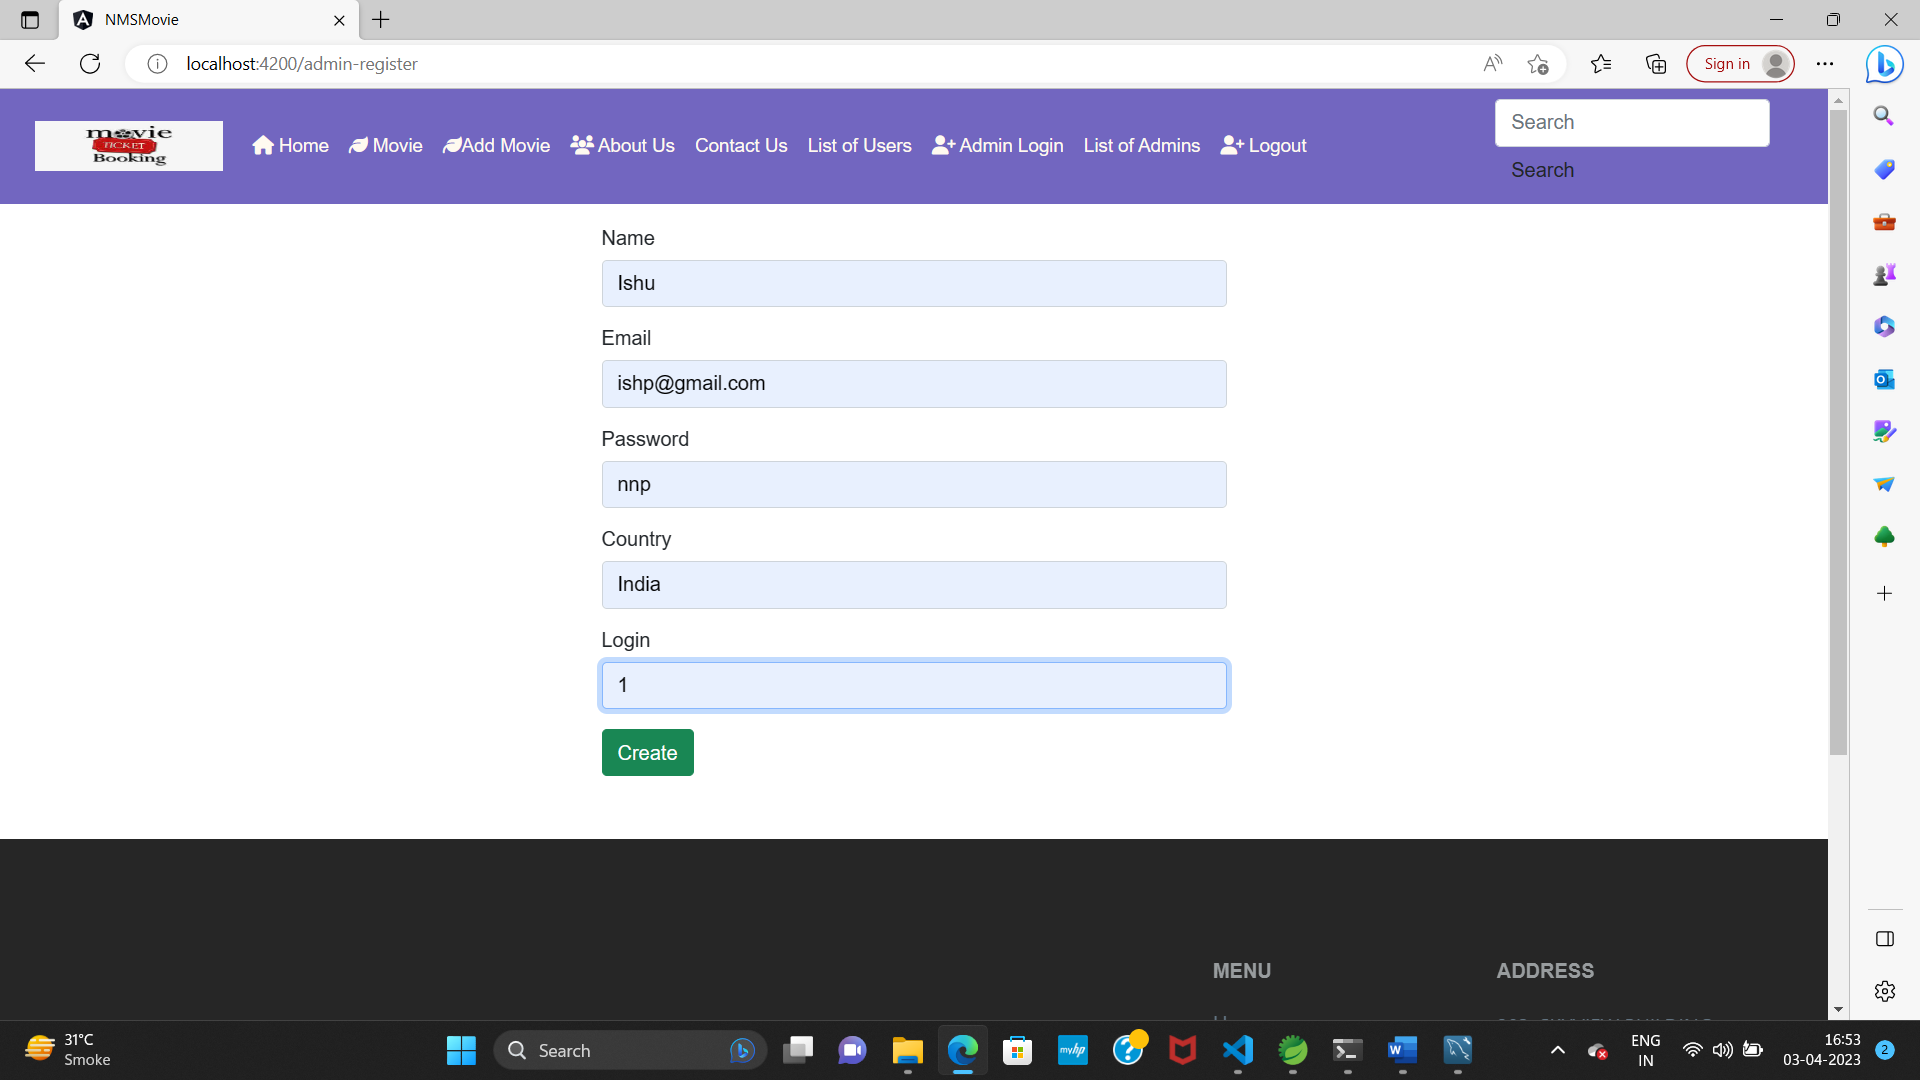 NMSMovie
localhost:4200/admin-register
Sign in
movie
TICKET
Booking
Home Movie Add Movie About Us Contact Us List of Users Admin Login List of Admins Logout
Search
Search
Name
Ishu
Email
ishp@gmail.com
Password
nnp
Country
India
Login
1
Create
MENU ADDRESS
31°C
Smoke
Search
myhp
ENG
IN
16:53
03-04-2023
2